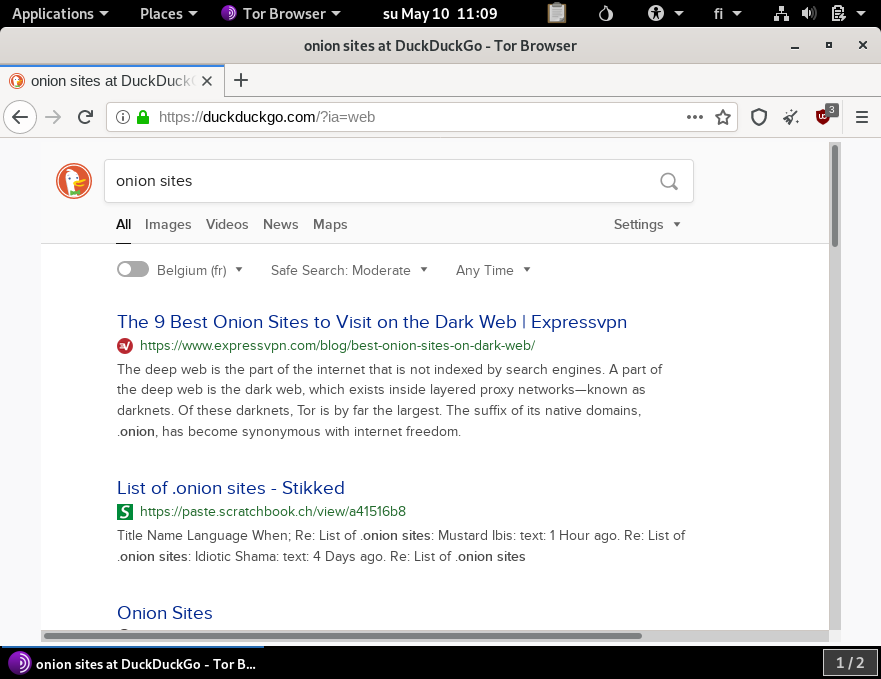 Applications Places Tor Browser su May 10 11:09 fi
onion sites at DuckDuckGo - Tor Browser
onion sites at DuckDuckG
https://duckduckgo.com/?ia=web
3
onion sites
All Images Videos News Maps Settings
Belgium (fr) Safe Search: Moderate Any Time
The 9 Best Onion Sites to Visit on the Dark Web | Expressvpn
https://www.expressvpn.com/blog/best-onion-sites-on-dark-web/
The deep web is the part of the internet that is not indexed by search engines. A part of
the deep web is the dark web, which exists inside layered proxy networks—known as
darknets. Of these darknets, Tor is by far the largest. The suffix of its native domains,
.onion, has become synonymous with internet freedom.
List of .onion sites - Stikked
S https://paste.scratchbook.ch/view/a41516b8
Title Name Language When; Re: List of .onion sites: Mustard Ibis: text: 1 Hour ago. Re: List of
.onion sites: Idiotic Shama: text: 4 Days ago. Re: List of .onion sites
Onion Sites
onion sites at DuckDuckGo - Tor B... 1 / 2